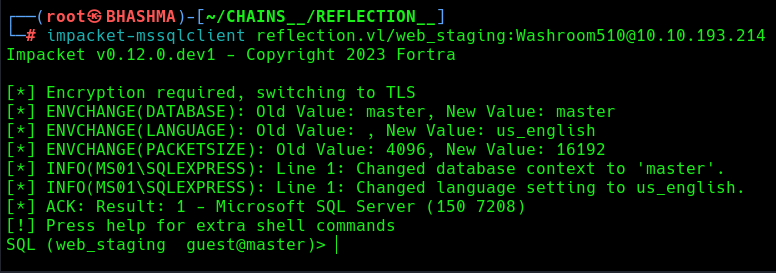 ┌──(root㉿BHASHMA)-[~/CHAINS__/REFLECTION__]
└─# impacket-mssqlclient reflection.vl/web_staging:Washroom510@10.10.193.214
Impacket v0.12.0.dev1 - Copyright 2023 Fortra
[*] Encryption required, switching to TLS
[*] ENVCHANGE(DATABASE): Old Value: master, New Value: master
[*] ENVCHANGE(LANGUAGE): Old Value: , New Value: us_english
[*] ENVCHANGE(PACKETSIZE): Old Value: 4096, New Value: 16192
[*] INFO(MS01\SQLEXPRESS): Line 1: Changed database context to 'master'.
[*] INFO(MS01\SQLEXPRESS): Line 1: Changed language setting to us_english.
[*] ACK: Result: 1 - Microsoft SQL Server (150 7208)
[!] Press help for extra shell commands
SQL (web_staging  guest@master)>